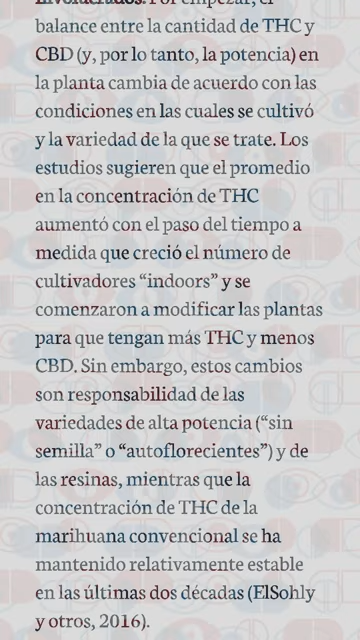 involucrados. Por empezar, el
balance entre la cantidad de THC y
CBD (y, por lo tanto, la potencia) en
la planta cambia de acuerdo con las
condiciones en las cuales se cultivó
y la variedad de la que se trate. Los
estudios sugieren que el promedio
en la concentración de THC
aumentó con el paso del tiempo a
medida que creció el número de
cultivadores “indoors” y se
comenzaron a modificar las plantas
para que tengan más THC y menos
CBD. Sin embargo, estos cambios
son responsabilidad de las
variedades de alta potencia (“sin
semilla” o “autoflorecientes”) y de
las resinas, mientras que la
concentración de THC de la
marihuana convencional se ha
mantenido relativamente estable
en las últimas dos décadas (ElSohly
y otros, 2016).